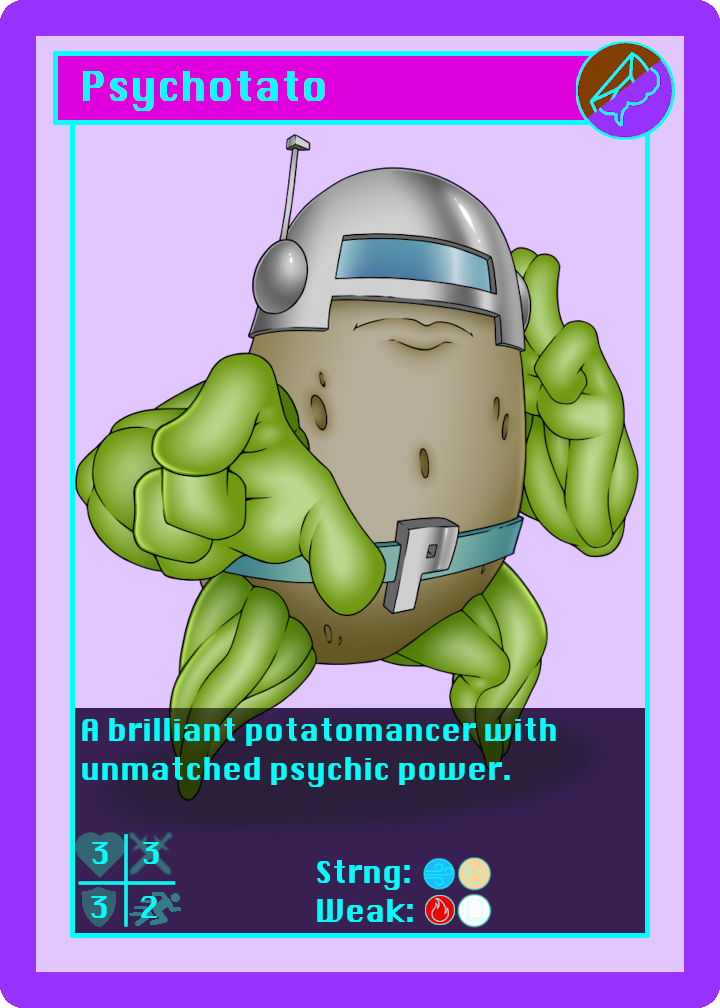 Psychotato
P
A brilliant potatomancer with
unmatched psychic power.
3 3
3 2
Strng:
Weak: